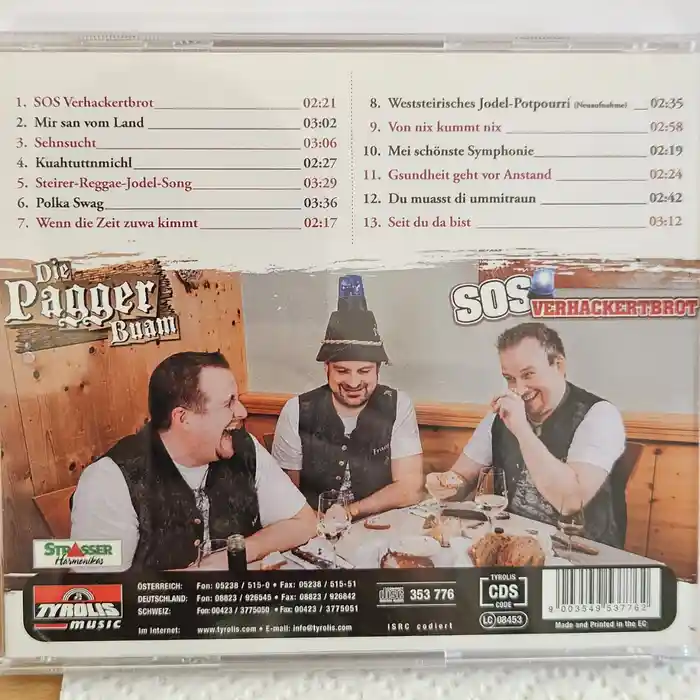 1. SOS Verhackertbrot 02:21
2. Mir san vom Land 03:02
3. Sehnsucht 03:06
4. Kuahtuttnmichl 02:27
5. Steirer-Reggae-Jodel-Song 03:29
6. Polka Swag 03:36
7. Wenn die Zeit zuwa kimmt 02:17
8. Weststeirisches Jodel-Potpourri (Neuaufnahme) 02:35
9. Von nix kummt nix 02:58
10. Mei schönste Symphonie 02:19
11. Gsundheit geht vor Anstand 02:24
12. Du muasst di ummitraun 02:42
13. Seit du da bist 03:12
Die
Pagger
Buam
SOS VERHACKERTBROT
STRASSER
Harmonikas
TYROLIS
music
ÖSTERREICH: Fon: 05238 / 515-0 • Fax: 05238 / 515-51
DEUTSCHLAND: Fon: 08823 / 926545 • Fax: 08823 / 926842
SCHWEIZ: Fon: 00423 / 3775050 • Fax: 00423 / 3775051
Im Internet: www.tyrolis.com • E-mail: info@tyrolis.com
353 776
ISRC codiert
TYROLIS
CDS
CODE
LC 08453
9 003549 537762
Made and Printed in the EC